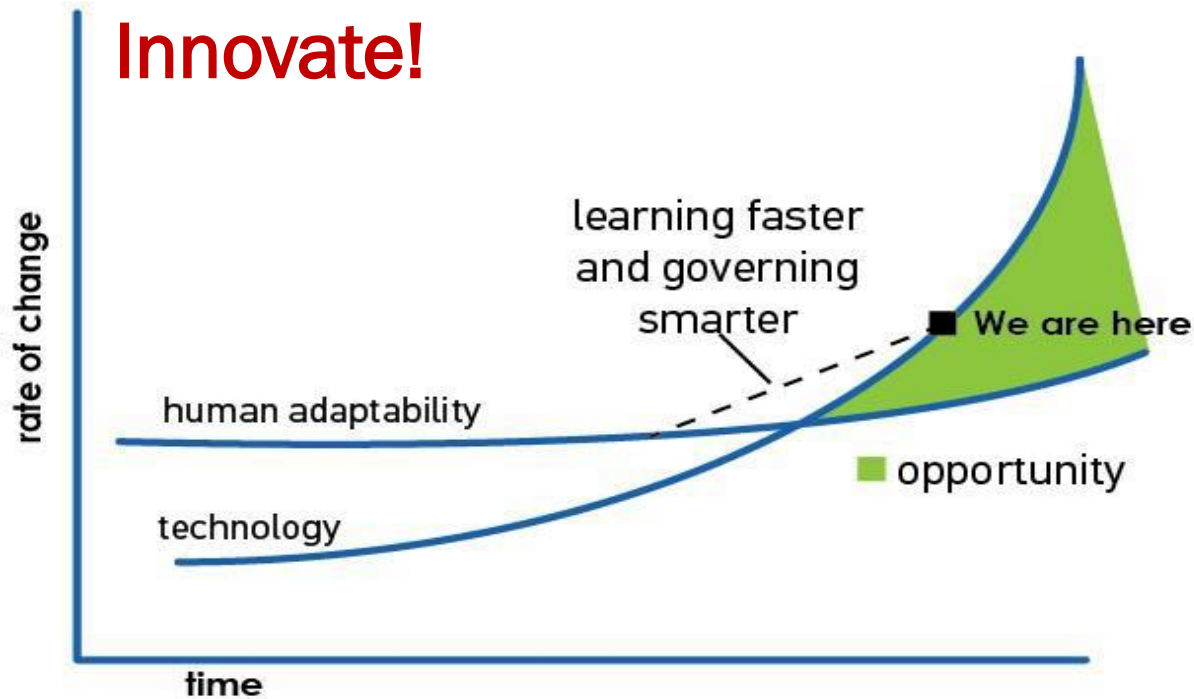 Innovate!
rate of change
learning faster
and governing
smarter
We are here
human adaptability
opportunity
technology
time